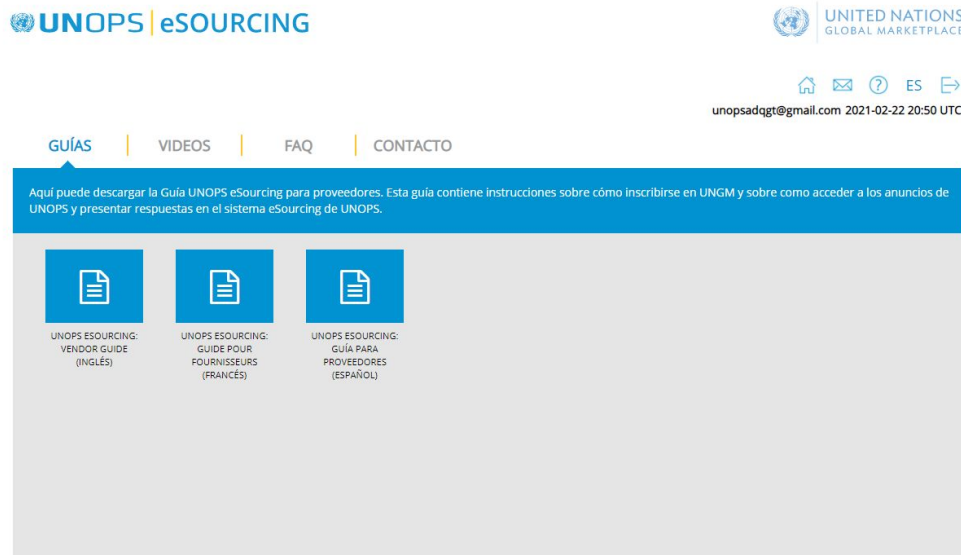 UNOPS eSOURCING
UNITED NATIONS
GLOBAL MARKETPLACE
ES
unopsadqgt@gmail.com 2021-02-22 20:50 UTC
GUÍAS VIDEOS FAQ CONTACTO
Aquí puede descargar la Guía UNOPS eSourcing para proveedores. Esta guía contiene instrucciones sobre cómo inscribirse en UNGM y sobre como acceder a los anuncios de
UNOPS y presentar respuestas en el sistema eSourcing de UNOPS.
UNOPS ESOURCING:
VENDOR GUIDE
(INGLÉS)
UNOPS ESOURCING:
GUIDE POUR
FOURNISSEURS
(FRANCÉS)
UNOPS ESOURCING:
GUÍA PARA
PROVEEDORES
(ESPAÑOL)